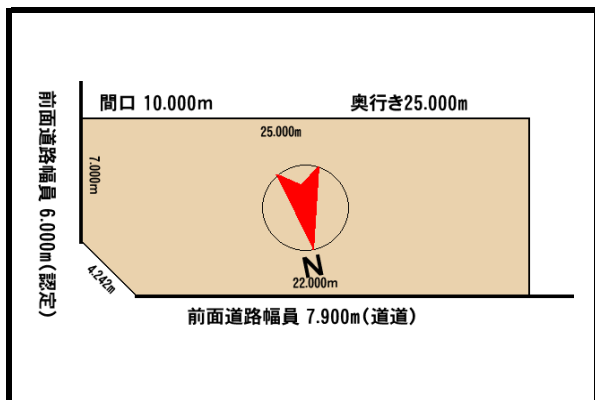 間口 10.000m
奥行き25.000m
25.000m
前面道路幅員 6.000m(認定)
7.000m
4.242m
N
22.000m
前面道路幅員 7.900m(道道)